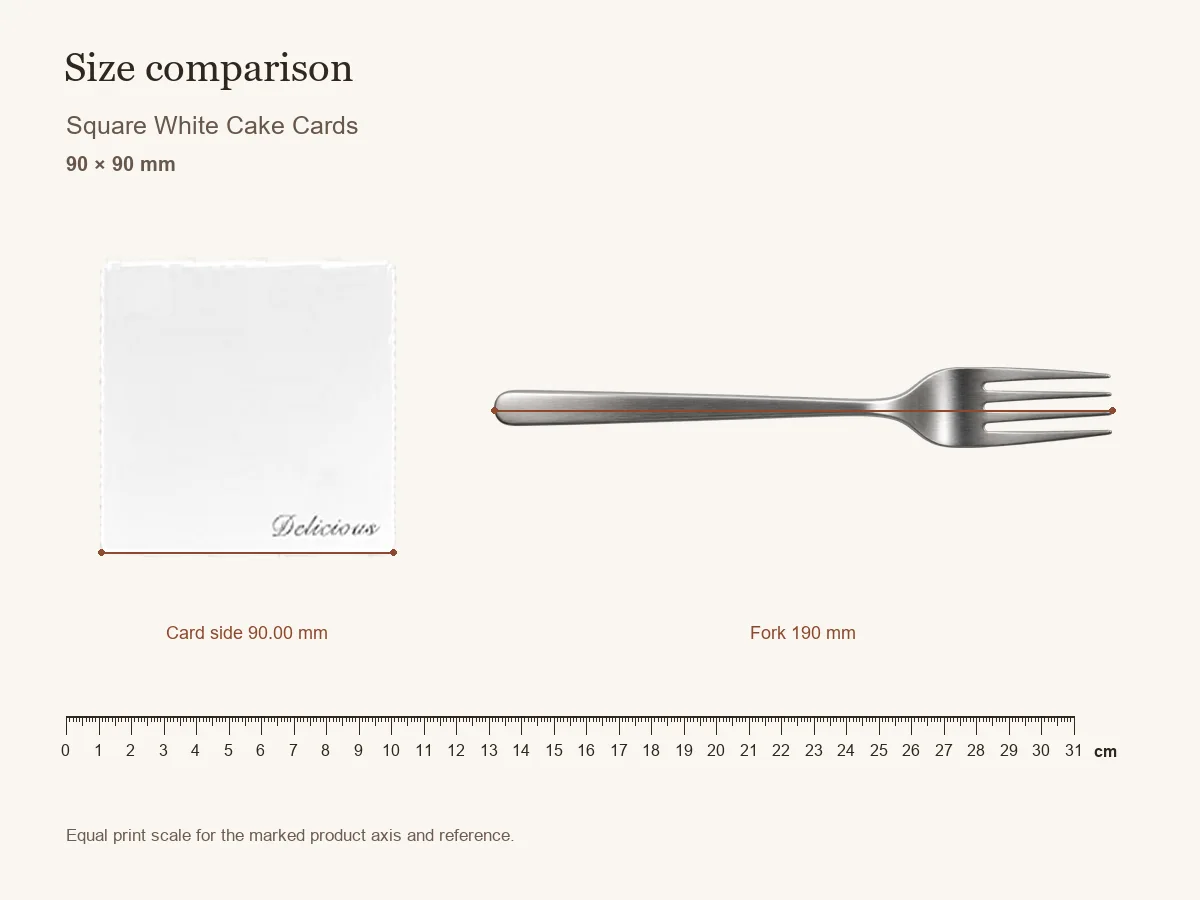 Size comparison
Square White Cake Cards
90 × 90 mm
Delicious
Card side 90.00 mm
Fork 190 mm
0 1 2 3 4 5 6 7 8 9 10 11 12 13 14 15 16 17 18 19 20 21 22 23 24 25 26 27 28 29 30 31 cm
Equal print scale for the marked product axis and reference.